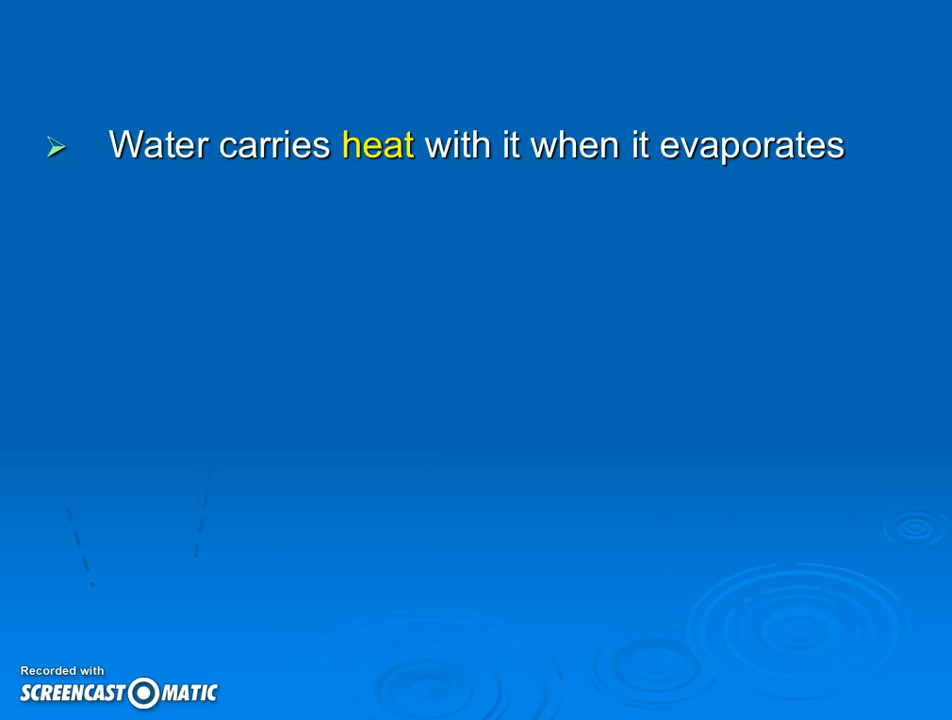 Water carries heat with it when it evaporates
Recorded with
SCREENCAST MATIC